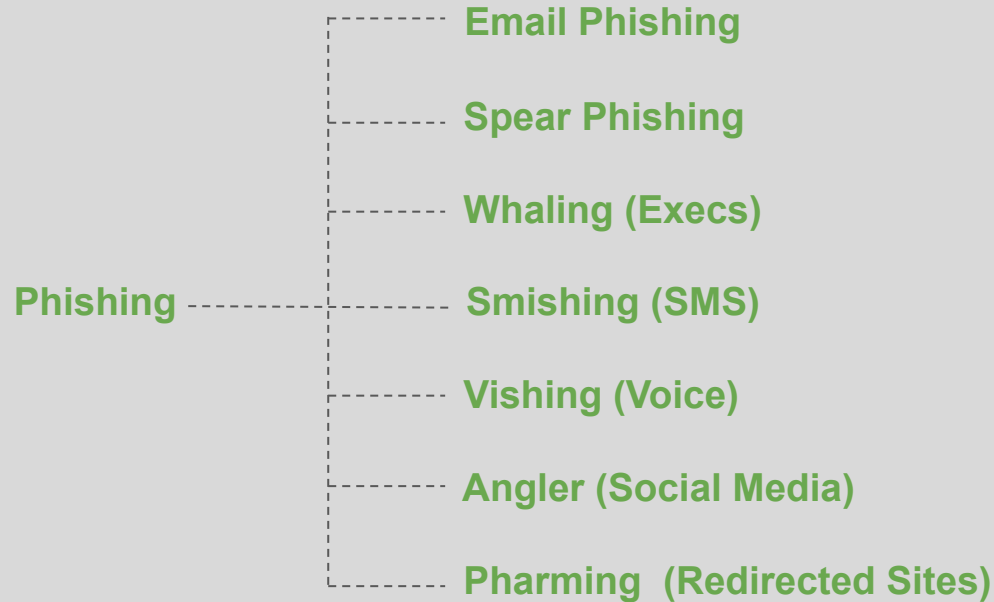 Email Phishing
Spear Phishing
Whaling (Execs)
Phishing
Smishing (SMS)
Vishing (Voice)
Angler (Social Media)
Pharming (Redirected Sites)